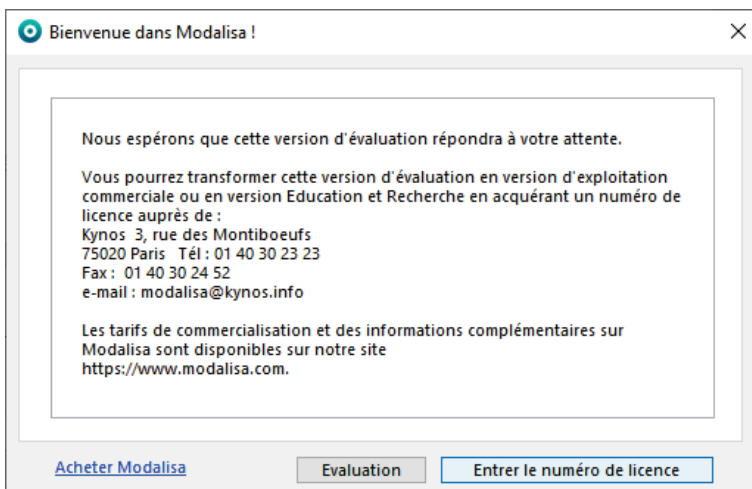 Bienvenue dans Modalisa !
Nous espérons que cette version d'évaluation répondra à votre attente.
Vous pourrez transformer cette version d'évaluation en version d'exploitation
commerciale ou en version Education et Recherche en acquérant un numéro de
licence auprès de :
Kynos  3, rue des Montiboeufs
75020 Paris   Tél : 01 40 30 23 23
Fax :  01 40 30 24 52
e-mail : modalisa@kynos.info
Les tarifs de commercialisation et des informations complémentaires sur
Modalisa sont disponibles sur notre site
https://www.modalisa.com.
Acheter Modalisa
Evaluation
Entrer le numéro de licence